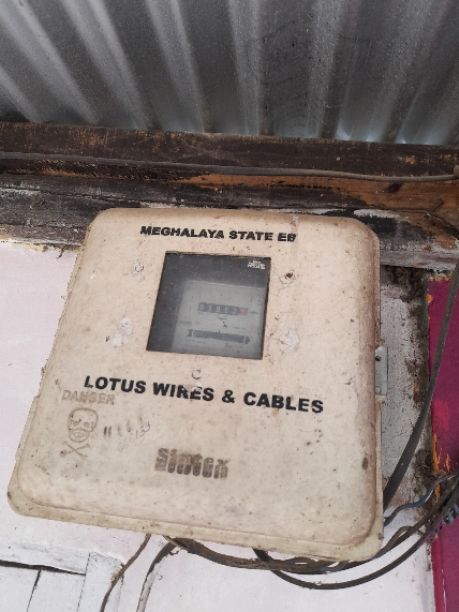 MEGHALAYA STATE EB
LOTUS WIRES & CABLES
DANGER
Sintex